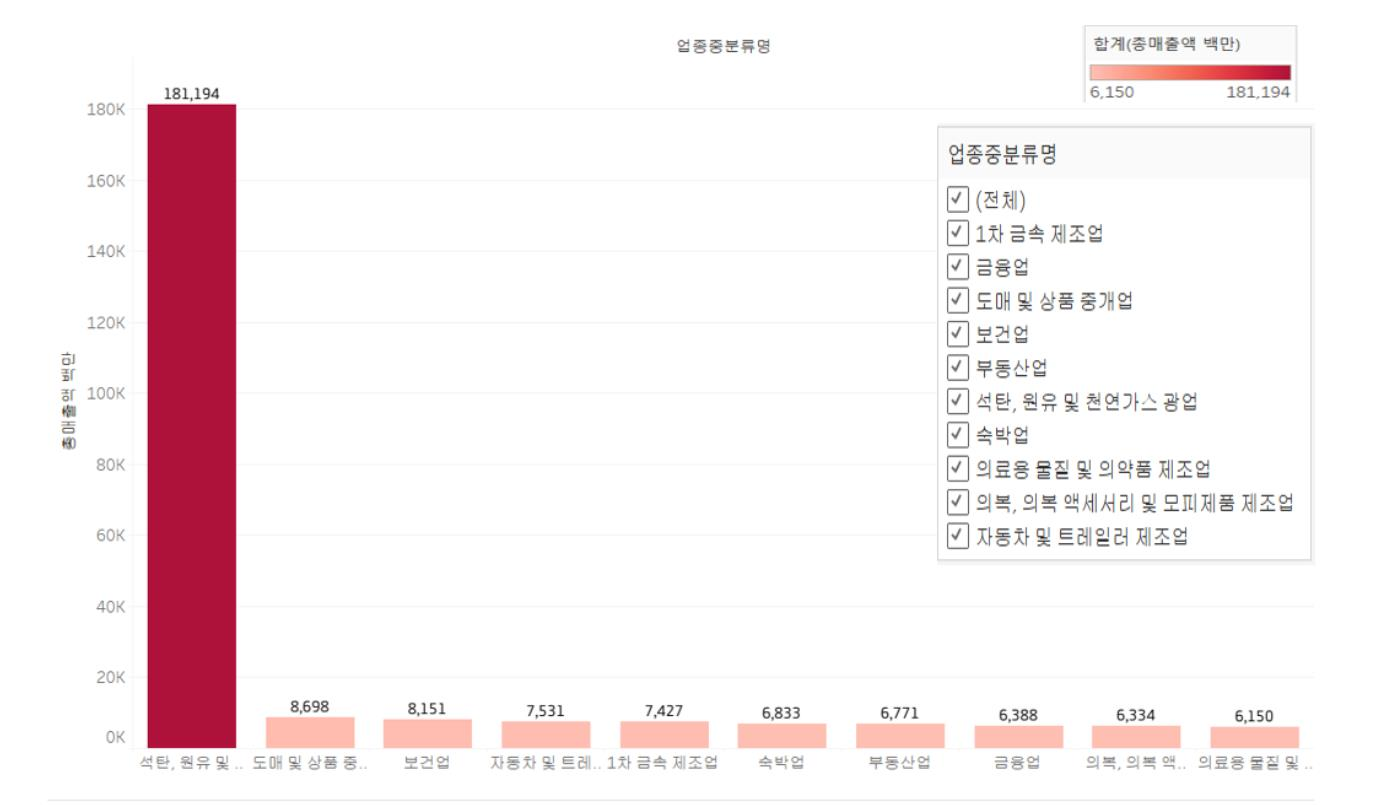 업종중분류명
합계(총매출액 백만)
6,150 181,194
181,194
180K
160K
140K
120K
100K
80K
60K
40K
20K
0K
총매출액 백만
업종중분류명
(전체)
1차 금속 제조업
금융업
도매 및 상품 중개업
보건업
부동산업
석탄, 원유 및 천연가스 광업
숙박업
의료용 물질 및 의약품 제조업
의복, 의복 액세서리 및 모피제품 제조업
자동차 및 트레일러 제조업
8,698 8,151 7,531 7,427 6,833 6,771 6,388 6,334 6,150
석탄, 원유 및 .. 도매 및 상품 중.. 보건업 자동차 및 트레.. 1차 금속 제조업 숙박업 부동산업 금융업 의복, 의복 액.. 의료용 물질 및 ..